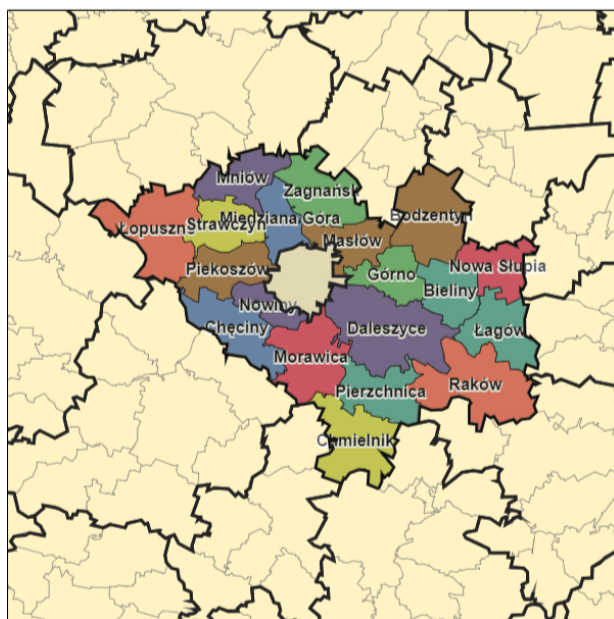 Mniów
Zagnańsk
Bodzentyn
Łopuszno
Strawczyn
Miedziana Góra
Masłów
Piekoszów
Górno
Nowa Słupia
Bieliny
Nowiny
Chęciny
Daleszyce
Łagów
Morawica
Pierzchnica
Raków
Chmielnik